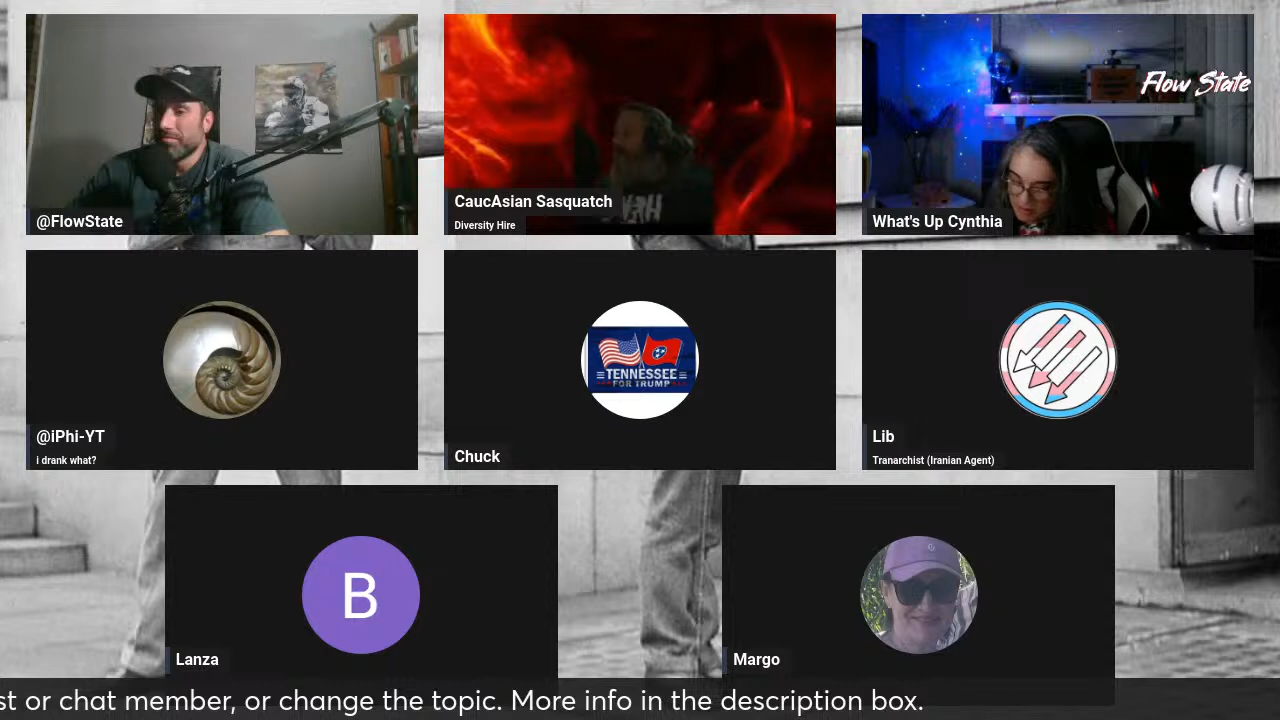 Flow State
@FlowState
CaucAsian Sasquatch
Diversity Hire
What's Up Cynthia
TENNESSEE
FOR TRUMP
@iPhi-YT
i drank what?
Chuck
Lib
Tranarchist (Iranian Agent)
B
Lanza
Margo
st or chat member, or change the topic. More info in the description box.